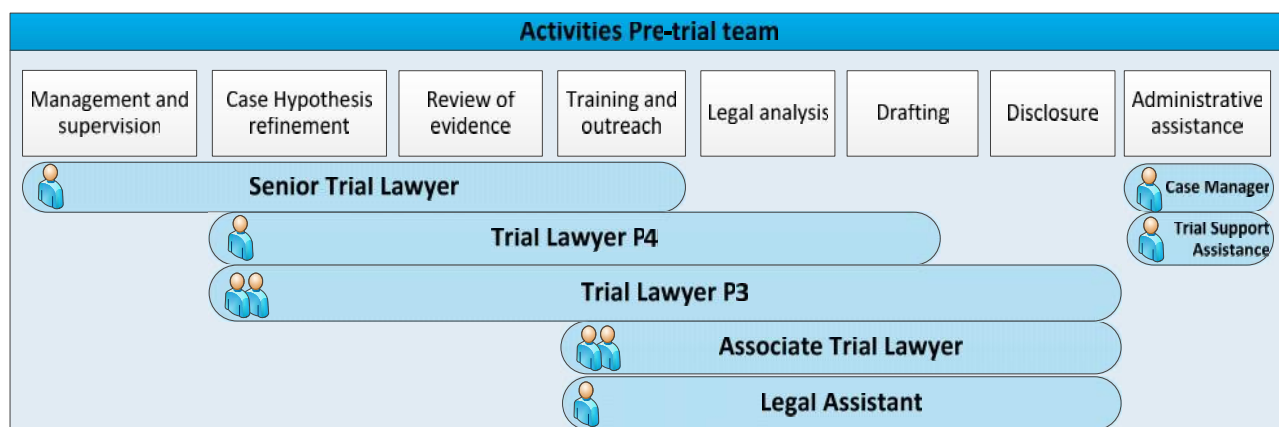 Activities Pre-trial team
Management and
supervision
Case Hypothesis
refinement
Review of
evidence
Training and
outreach
Legal analysis
Drafting
Disclosure
Administrative
assistance
Senior Trial Lawyer
Case Manager
Trial Lawyer P4
Trial Support
Assistance
Trial Lawyer P3
Associate Trial Lawyer
Legal Assistant